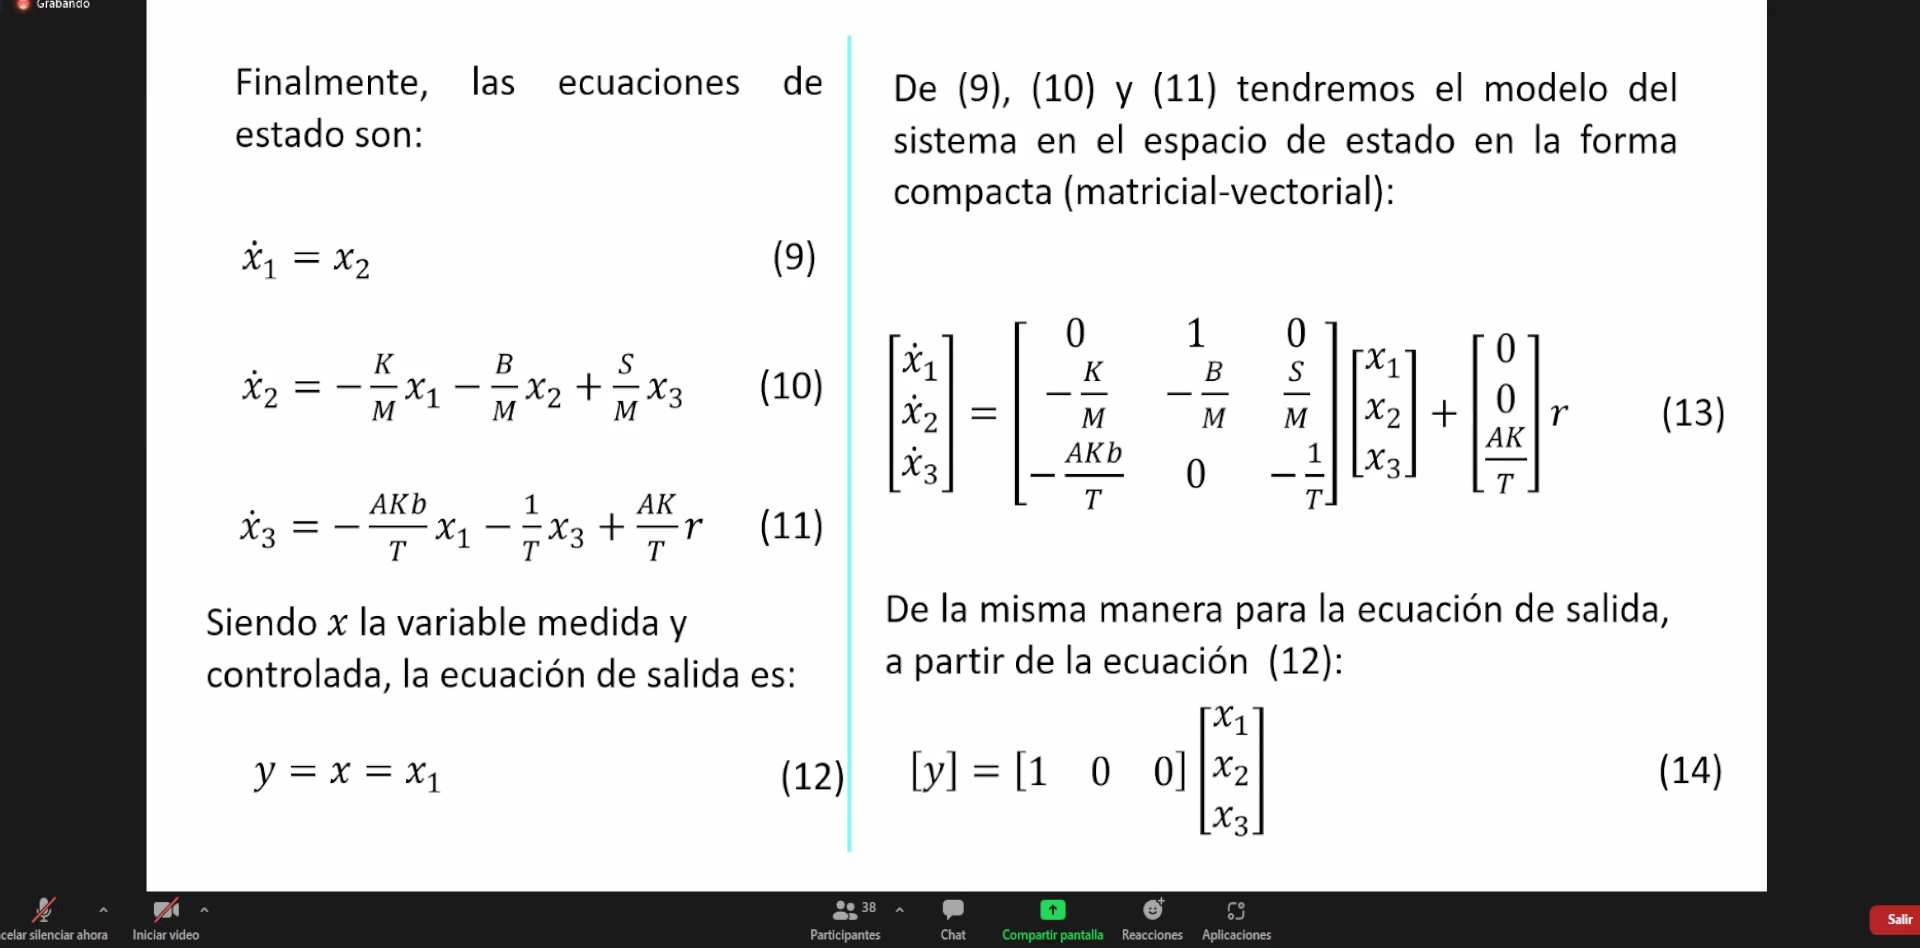 Grabando
Finalmente, las ecuaciones de
estado son:
ẋ₁ = x₂ (9)
ẋ₂ = −K/M x₁ − B/M x₂ + S/M x₃ (10)
ẋ₃ = −AKb/T x₁ − 1/T x₃ + AK/T r (11)
Siendo x la variable medida y
controlada, la ecuación de salida es:
y = x = x₁ (12)
De (9), (10) y (11) tendremos el modelo del
sistema en el espacio de estado en la forma
compacta (matricial-vectorial):
[ẋ₁ ẋ₂ ẋ₃] = [0 1 0; −K/M −B/M S/M; −AKb/T 0 −1/T] [x₁ x₂ x₃] + [0 0 AK/T] r (13)
De la misma manera para la ecuación de salida,
a partir de la ecuación (12):
[y] = [1 0 0] [x₁ x₂ x₃] (14)
celar silenciar ahora
Iniciar video
38
Participantes
Chat
Compartir pantalla
Reacciones
Aplicaciones
Salir